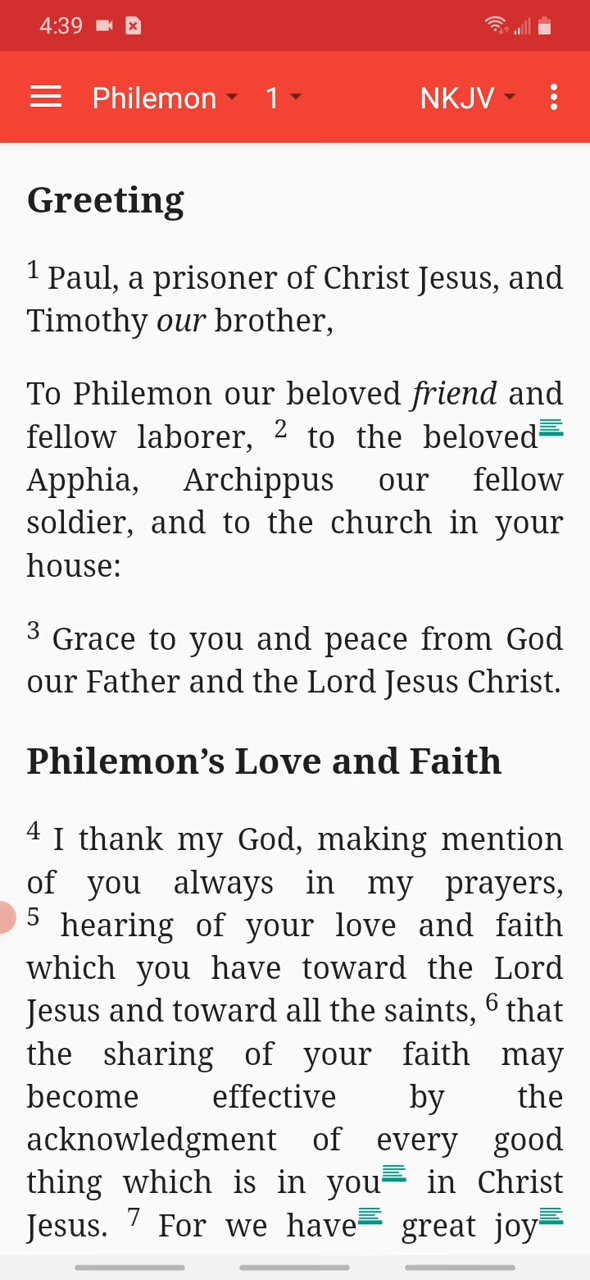 4:39
Philemon 1 NKJV
Greeting
1 Paul, a prisoner of Christ Jesus, and
Timothy our brother,
To Philemon our beloved friend and
fellow laborer, 2 to the beloved
Apphia, Archippus our fellow
soldier, and to the church in your
house:
3 Grace to you and peace from God
our Father and the Lord Jesus Christ.
Philemon’s Love and Faith
4 I thank my God, making mention
of you always in my prayers,
5 hearing of your love and faith
which you have toward the Lord
Jesus and toward all the saints, 6 that
the sharing of your faith may
become effective by the
acknowledgment of every good
thing which is in you in Christ
Jesus. 7 For we have great joy